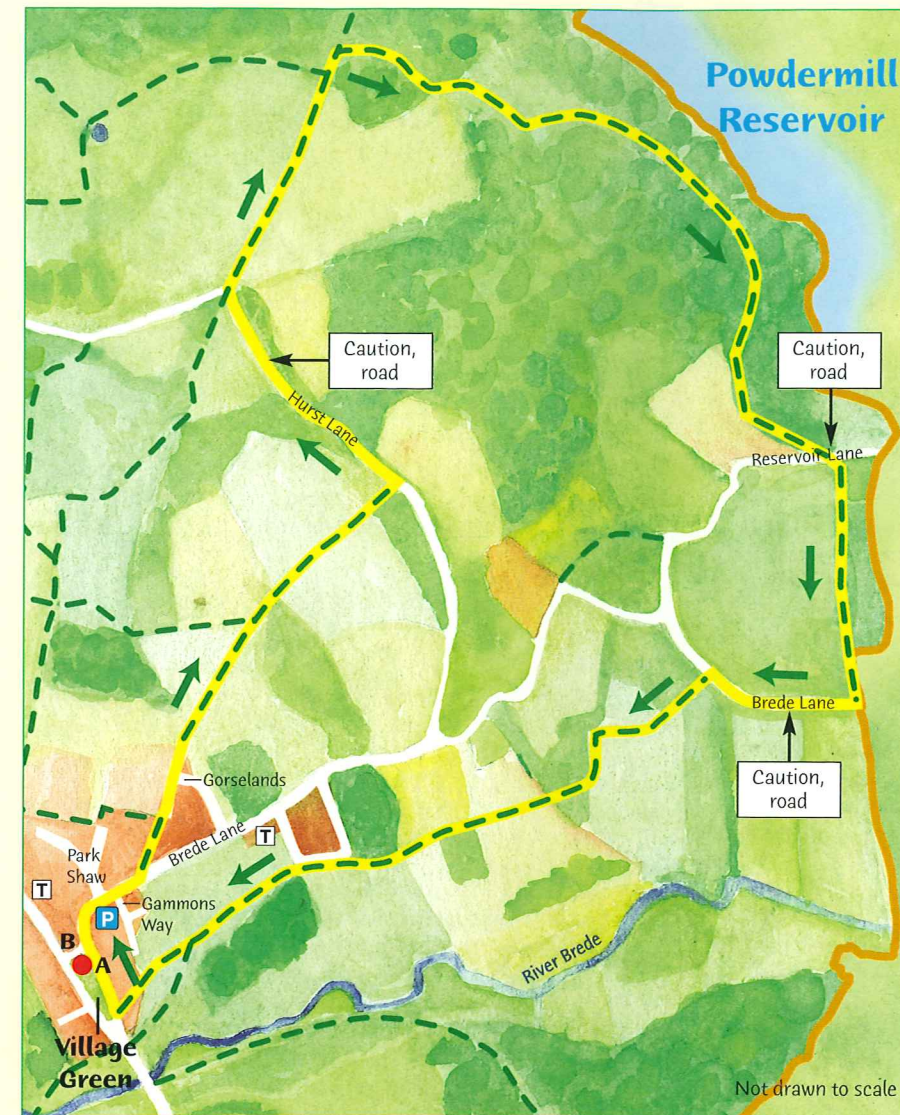 Powdermill
Reservoir
Caution,
road
Caution,
road
Hurst Lane
Reservoir Lane
Brede Lane
Caution,
road
Gorselands
Brede Lane
T
Park
Shaw
T
Gammons
Way
P
B
A
River Brede
Village
Green
Not drawn to scale